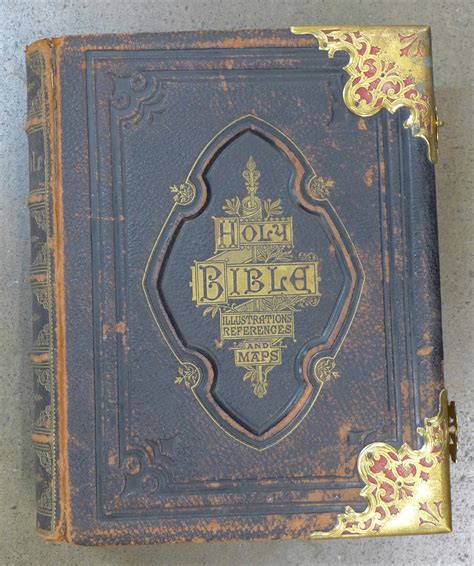 HOLY
BIBLE
ILLUSTRATIONS
REFERENCES
AND
MAPS